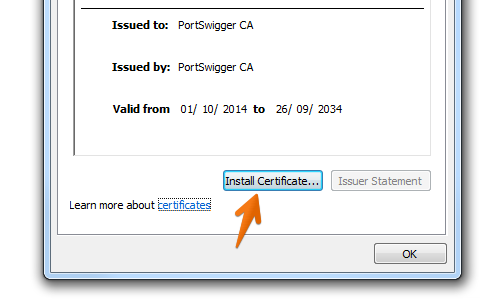 Issued to: PortSwigger CA
Issued by: PortSwigger CA
Valid from 01/ 10/ 2014 to 26/ 09/ 2034
Install Certificate... Issuer Statement
Learn more about certificates
OK